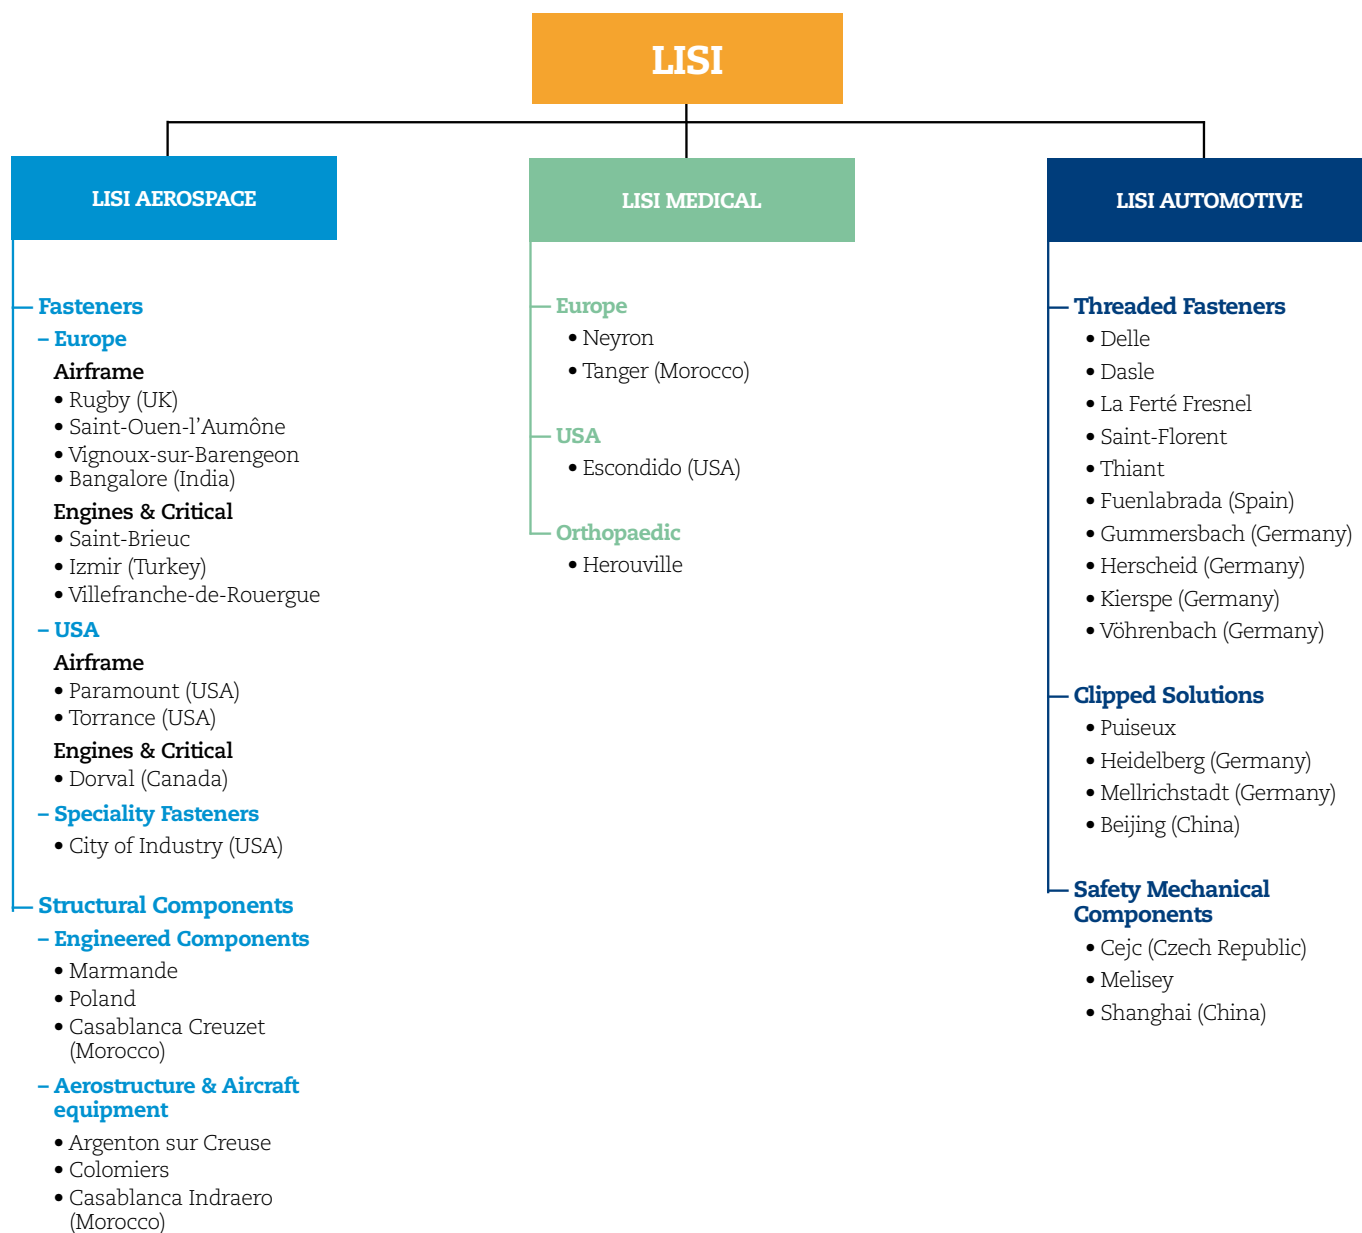 LISI
LISI AEROSPACE
– Fasteners
– Europe
Airframe
• Rugby (UK)
• Saint-Ouen-l'Aumône
• Vignoux-sur-Barengeon
• Bangalore (India)
Engines & Critical
• Saint-Brieuc
• Izmir (Turkey)
• Villefranche-de-Rouergue
– USA
Airframe
• Paramount (USA)
• Torrance (USA)
Engines & Critical
• Dorval (Canada)
– Speciality Fasteners
• City of Industry (USA)
– Structural Components
– Engineered Components
• Marmande
• Poland
• Casablanca Creuzet
(Morocco)
– Aerostructure & Aircraft
equipment
• Argenton sur Creuse
• Colomiers
• Casablanca Indraero
(Morocco)
LISI MEDICAL
– Europe
• Neyron
• Tanger (Morocco)
– USA
• Escondido (USA)
– Orthopaedic
• Herouville
LISI AUTOMOTIVE
– Threaded Fasteners
• Delle
• Dasle
• La Ferté Fresnel
• Saint-Florent
• Thiant
• Fuenlabrada (Spain)
• Gummersbach (Germany)
• Herscheid (Germany)
• Kierspe (Germany)
• Vöhrenbach (Germany)
– Clipped Solutions
• Puiseux
• Heidelberg (Germany)
• Mellrichstadt (Germany)
• Beijing (China)
– Safety Mechanical
Components
• Cejc (Czech Republic)
• Melisey
• Shanghai (China)